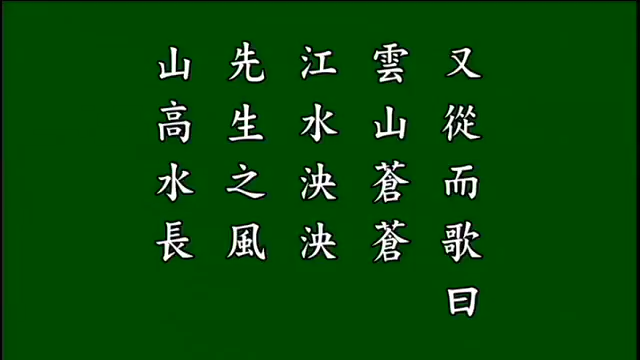 又從而歌曰
雲山蒼蒼
江水泱泱
先生之風
山高水長